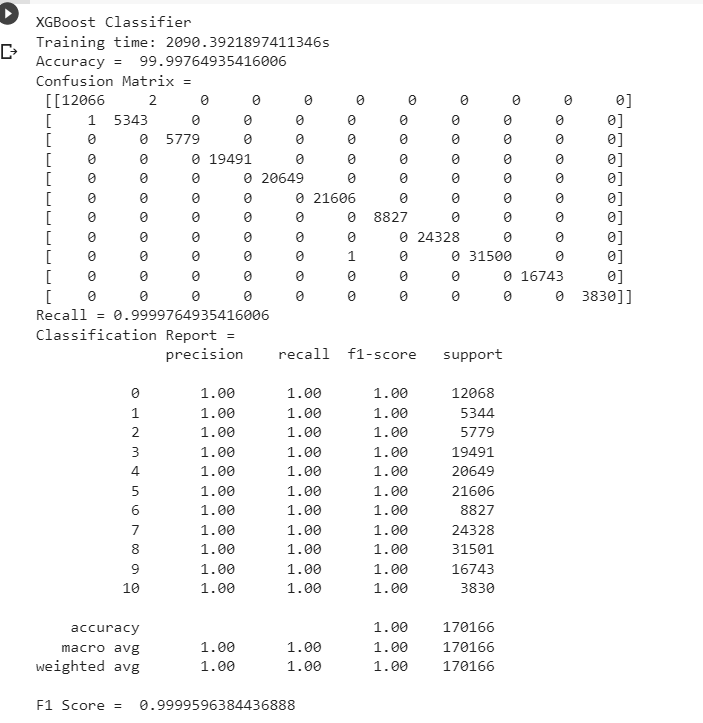 XGBoost Classifier
Training time: 2090.3921897411346s
Accuracy =  99.99764935416006
Confusion Matrix =
 [[12066     2     0     0     0     0     0     0     0     0     0]
 [    1  5343     0     0     0     0     0     0     0     0     0]
 [    0     0  5779     0     0     0     0     0     0     0     0]
 [    0     0     0 19491     0     0     0     0     0     0     0]
 [    0     0     0     0 20649     0     0     0     0     0     0]
 [    0     0     0     0     0 21606     0     0     0     0     0]
 [    0     0     0     0     0     0  8827     0     0     0     0]
 [    0     0     0     0     0     0     0 24328     0     0     0]
 [    0     0     0     0     0     1     0     0 31500     0     0]
 [    0     0     0     0     0     0     0     0     0 16743     0]
 [    0     0     0     0     0     0     0     0     0     0  3830]]
Recall = 0.9999764935416006
Classification Report =
               precision    recall  f1-score   support

           0       1.00      1.00      1.00     12068
           1       1.00      1.00      1.00      5344
           2       1.00      1.00      1.00      5779
           3       1.00      1.00      1.00     19491
           4       1.00      1.00      1.00     20649
           5       1.00      1.00      1.00     21606
           6       1.00      1.00      1.00      8827
           7       1.00      1.00      1.00     24328
           8       1.00      1.00      1.00     31501
           9       1.00      1.00      1.00     16743
          10       1.00      1.00      1.00      3830

    accuracy                           1.00    170166
   macro avg       1.00      1.00      1.00    170166
weighted avg       1.00      1.00      1.00    170166

F1 Score =  0.9999596384436888